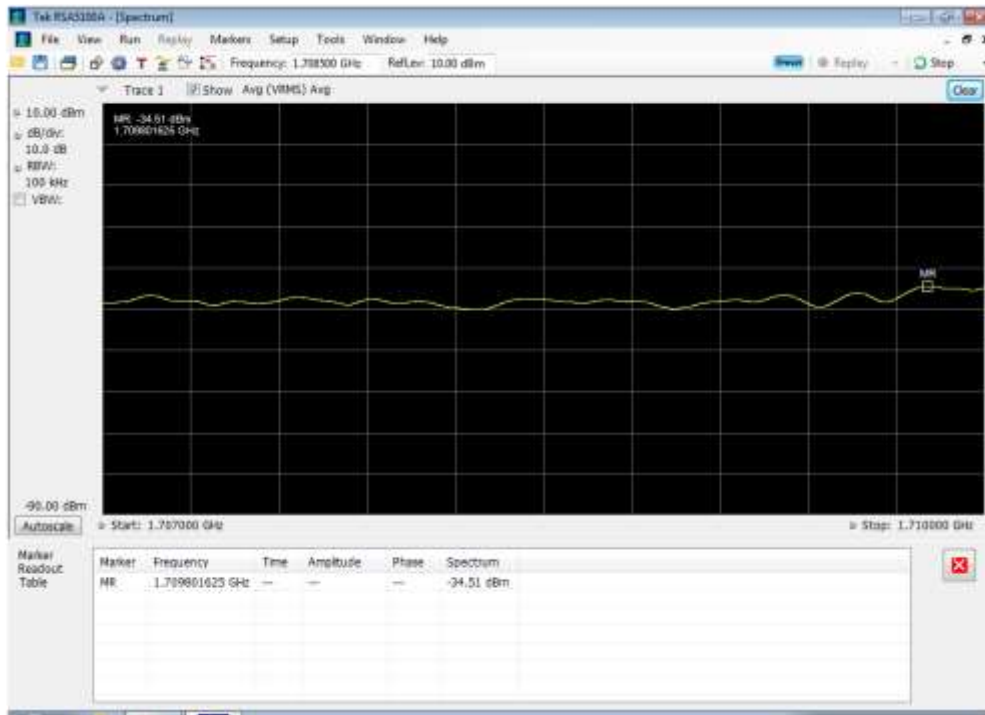 Tek RSA5100A - [Spectrum]
File View Run Replay Markers Setup Tools Window Help
T Frequency: 1.708500 GHz RefLev: 10.00 dBm Preset Replay Stop
Trace 1 Show Avg (VRMS) Avg Clear
10.00 dBm
dB/div:
10.0 dB
RBW:
100 kHz
VBW:
MR: -34.51 dBm
1.709801625 GHz
MR
-90.00 dBm
Autoscale Start: 1.707000 GHz Stop: 1.710000 GHz
Marker
Readout
Table
Marker Frequency Time Amplitude Phase Spectrum
MR 1.709801625 GHz --- --- --- -34.51 dBm